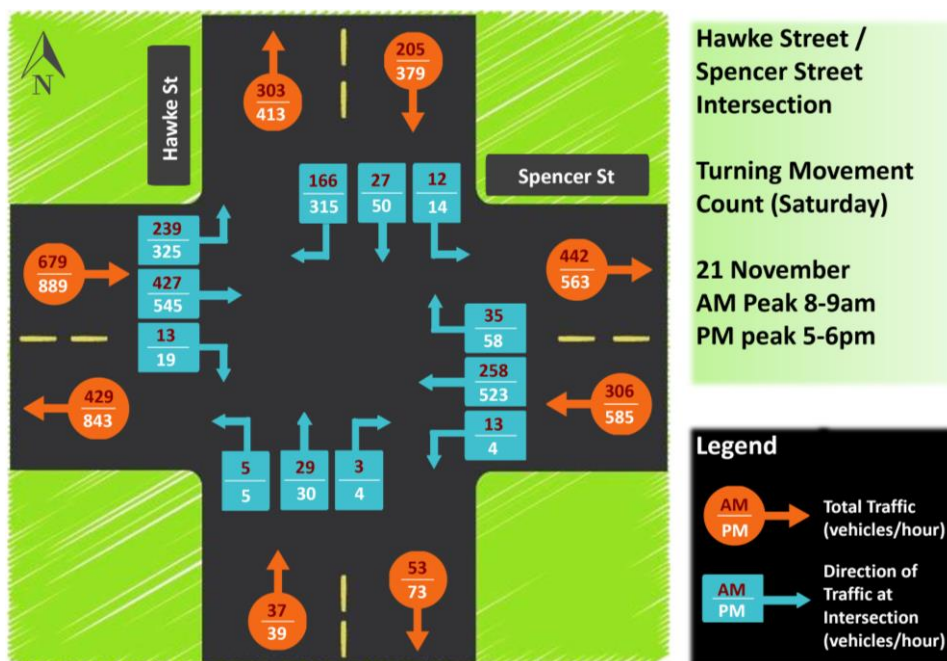 N
Hawke St
303
413
205
379
Spencer St
166
315
27
50
12
14
239
325
427
545
13
19
679
889
429
843
442
563
306
585
35
58
258
523
13
4
5
5
29
30
3
4
37
39
53
73
Hawke Street /
Spencer Street
Intersection
Turning Movement
Count (Saturday)
21 November
AM Peak 8-9am
PM peak 5-6pm
Legend
AM
PM
Total Traffic
(vehicles/hour)
AM
PM
Direction of
Traffic at
Intersection
(vehicles/hour)